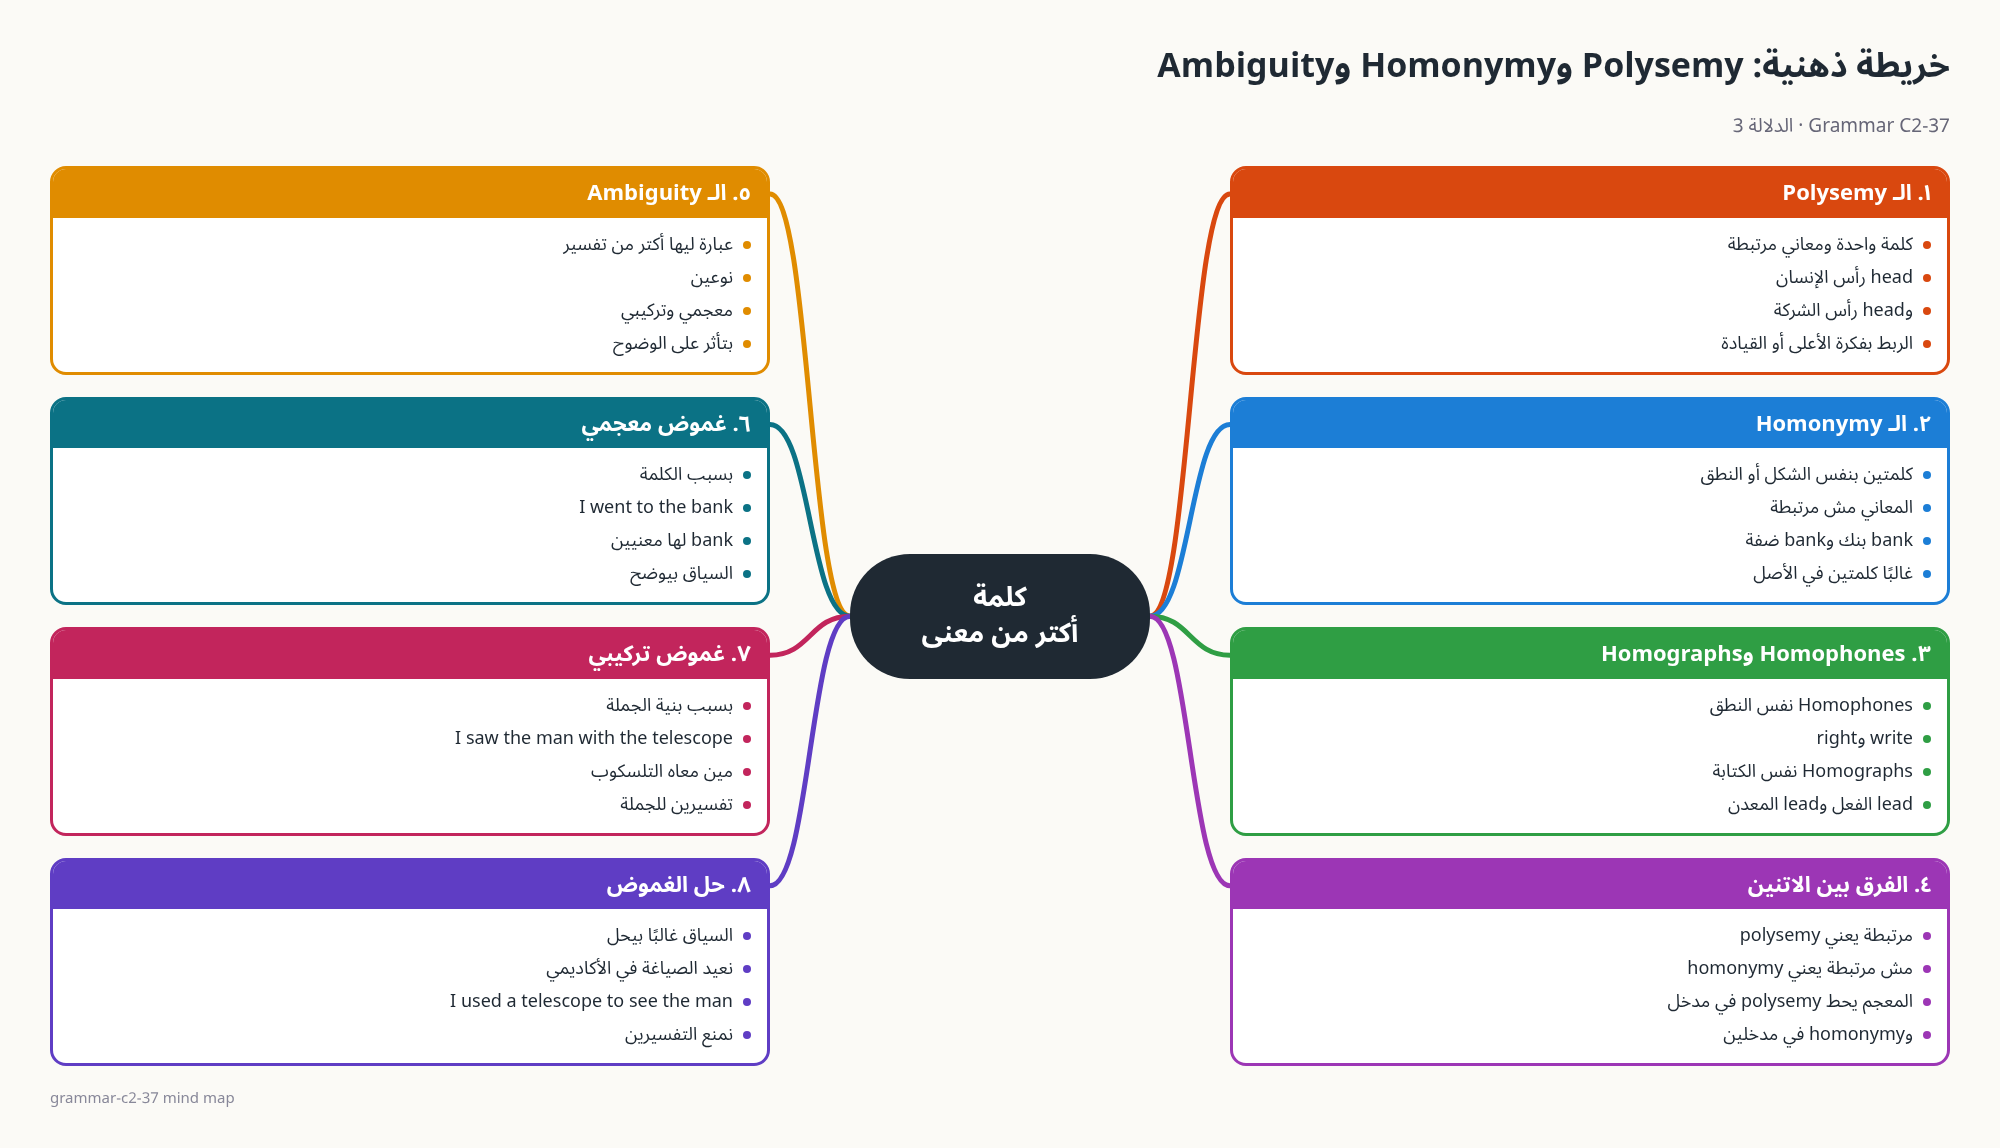 خريطة ذهنية: Polysemy وHomonymy وAmbiguity
Grammar C2-37 · الدلالة 3
١. الـ Polysemy
كلمة واحدة ومعاني مرتبطة
head رأس الإنسان
وhead رأس الشركة
الربط بفكرة الأعلى أو القيادة
٢. الـ Homonymy
كلمتين بنفس الشكل أو النطق
المعاني مش مرتبطة
bank بنك وbank ضفة
غالبًا كلمتين في الأصل
٣. Homophones وHomographs
Homophones نفس النطق
write وright
Homographs نفس الكتابة
lead الفعل وlead المعدن
٤. الفرق بين الاتنين
مرتبطة يعني polysemy
مش مرتبطة يعني homonymy
المعجم يحط polysemy في مدخل
وhomonymy في مدخلين
كلمة
أكتر من معنى
٥. الـ Ambiguity
عبارة ليها أكتر من تفسير
نوعين
معجمي وتركيبي
بتأثر على الوضوح
٦. غموض معجمي
بسبب الكلمة
I went to the bank
bank لها معنيين
السياق بيوضح
٧. غموض تركيبي
بسبب بنية الجملة
I saw the man with the telescope
مين معاه التلسكوب
تفسيرين للجملة
٨. حل الغموض
السياق غالبًا بيحل
نعيد الصياغة في الأكاديمي
I used a telescope to see the man
نمنع التفسيرين
grammar-c2-37 mind map